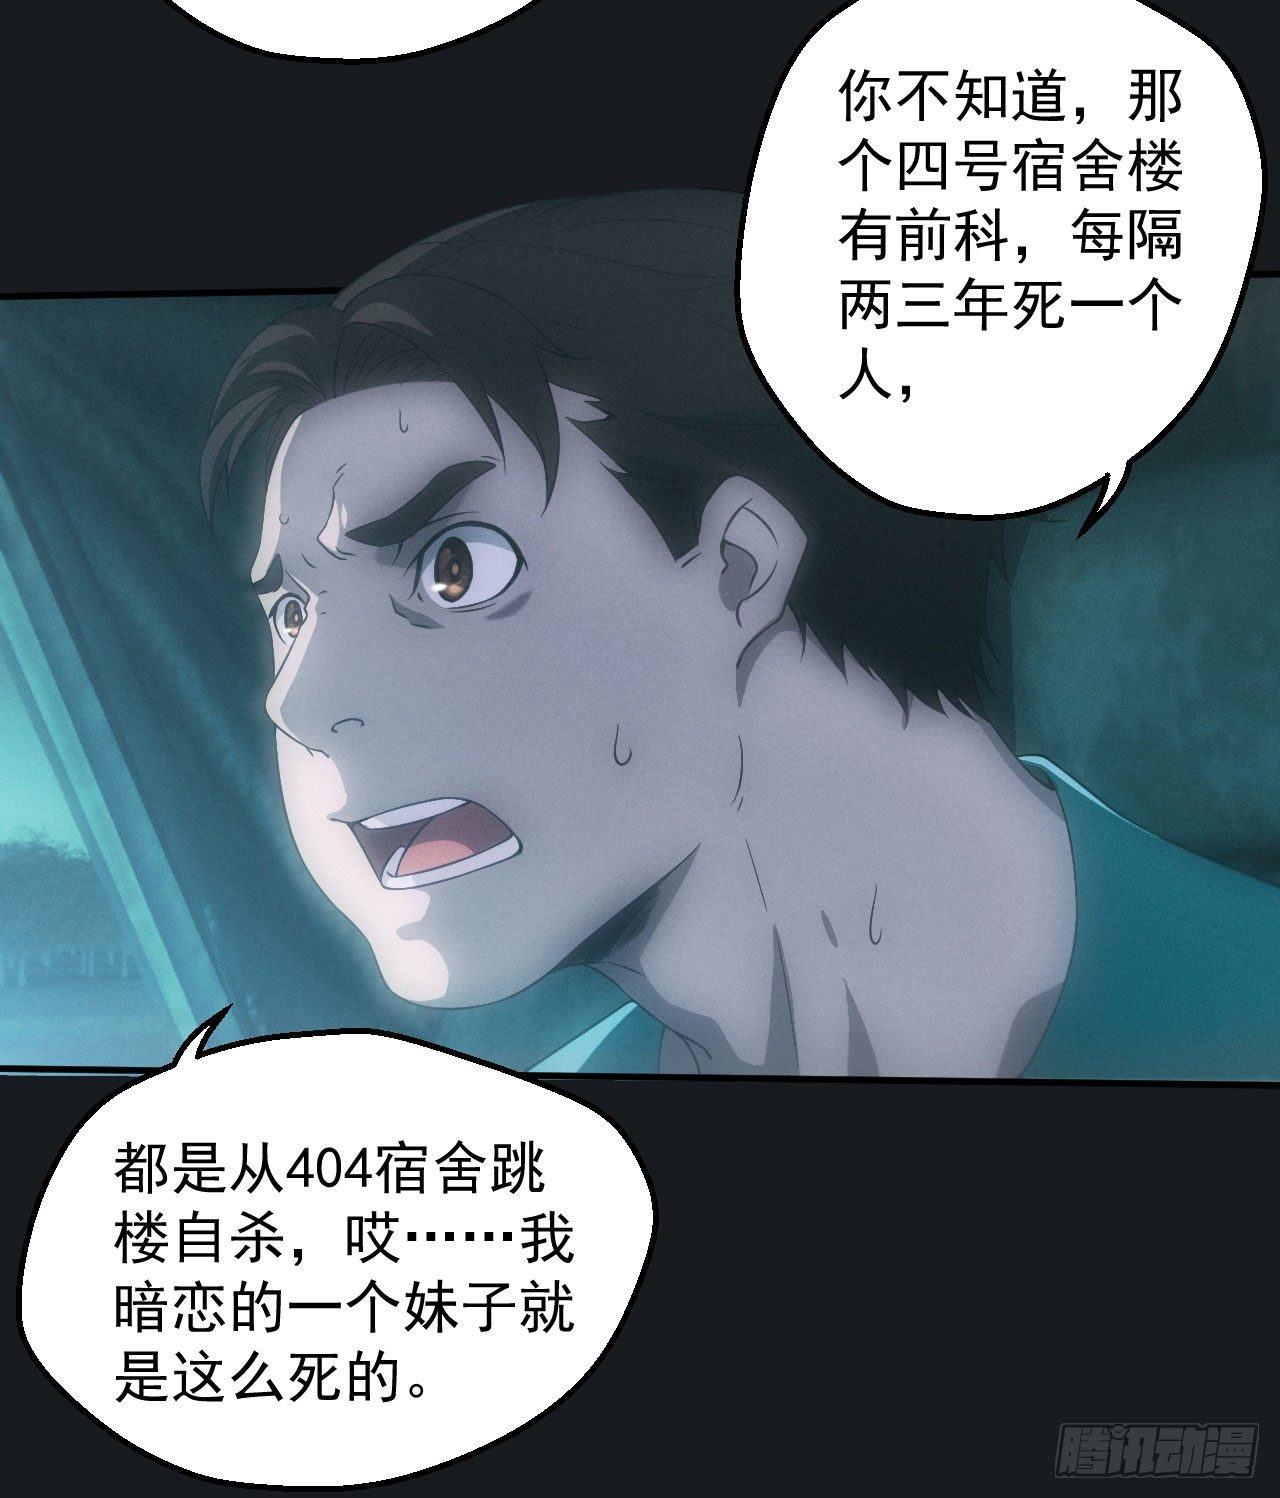 你不知道，那
个四号宿舍楼
有前科，每隔
两三年死一个
人，
都是从404宿舍跳
楼自杀，哎……我
暗恋的一个妹子就
是这么死的。
腾讯动漫